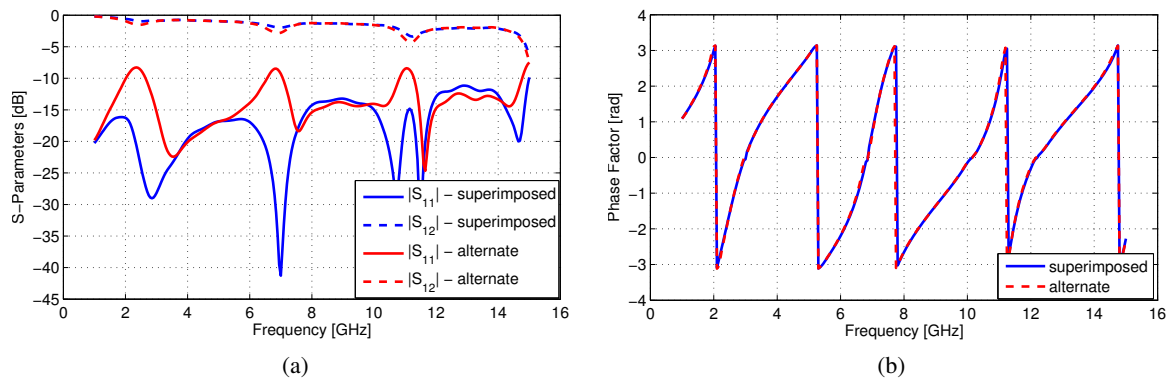 0
−5
−10
−15
−20
−25
−30
−35
−40
−45
S−Parameters [dB]
0 2 4 6 8 10 12 14 16
Frequency [GHz]
|S11| − superimposed
|S12| − superimposed
|S11| − alternate
|S12| − alternate
(a)
4
3
2
1
0
−1
−2
−3
−4
Phase Factor [rad]
0 2 4 6 8 10 12 14 16
Frequency [GHz]
superimposed
alternate
(b)